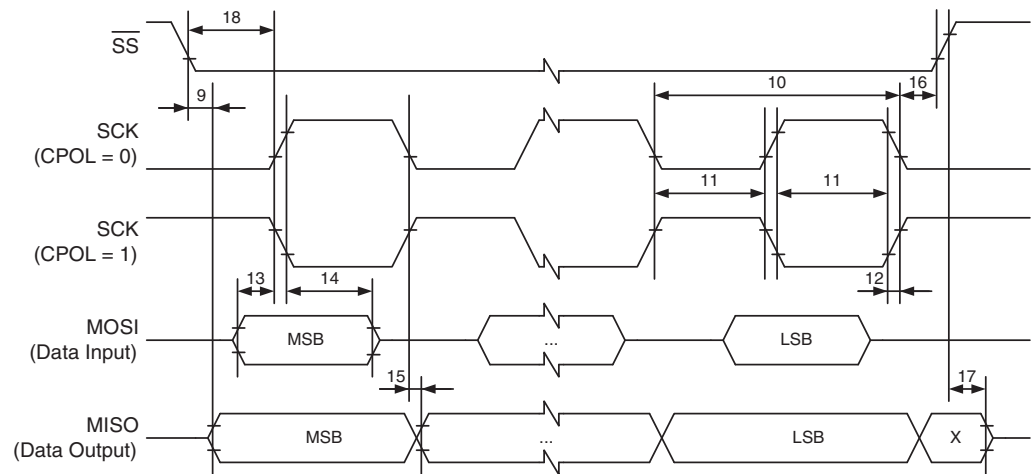 18
SS
9
10
16
SCK
(CPOL = 0)
11
11
SCK
(CPOL = 1)
13
14
12
MOSI
(Data Input)
MSB
...
LSB
15
17
MISO
(Data Output)
MSB
...
LSB
X